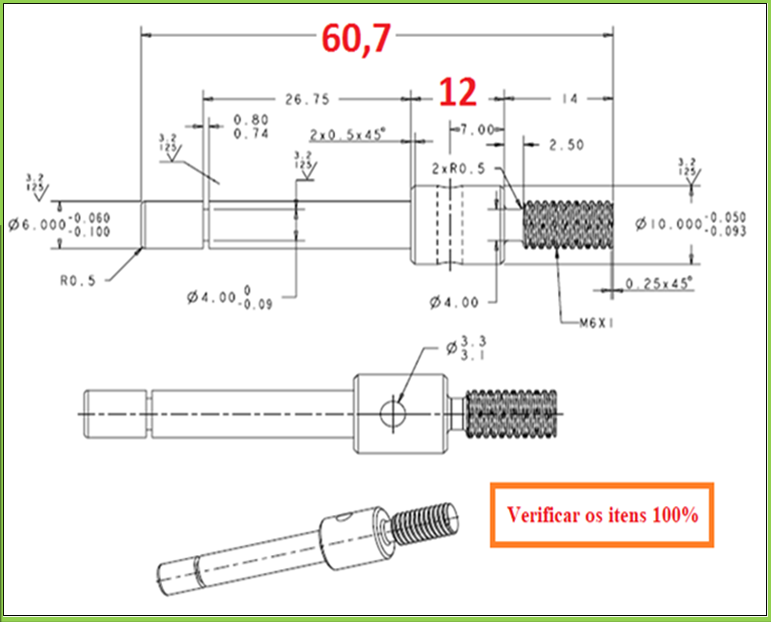 60,7
26.75
12
14
0.80
0.74
2x0.5x45°
7.00
2.50
3.2
125
3.2
125
3.2
125
3.2
125
2xR0.5
Ø6.000 -0.060
-0.100
Ø10.000 -0.050
-0.093
R0.5
Ø4.00 0
-0.09
Ø4.00
0.25x45°
M6X1
Ø 3.3
3.1
Verificar os itens 100%